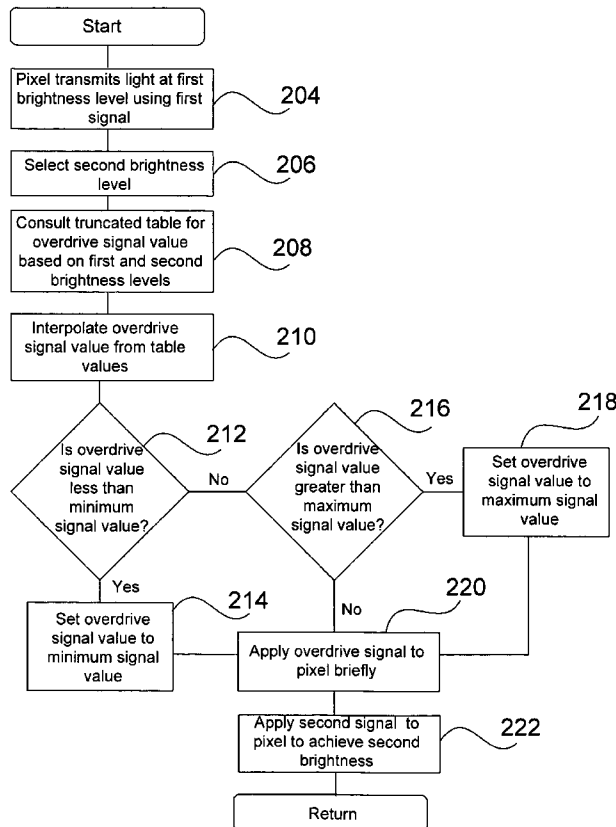 Start
Pixel transmits light at first
brightness level using first
signal
204
Select second brightness
level
206
Consult truncated table for
overdrive signal value
based on first and second
brightness levels
208
Interpolate overdrive
signal value from table
values
210
Is overdrive
signal value
less than
minimum
signal value?
212
No
Is overdrive
signal value
greater than
maximum
signal value?
216
Yes
Set overdrive
signal value to
maximum signal
value
218
Yes
Set overdrive
signal value to
minimum signal
value
214
No
Apply overdrive signal to
pixel briefly
220
Apply second signal to
pixel to achieve second
brightness
222
Return